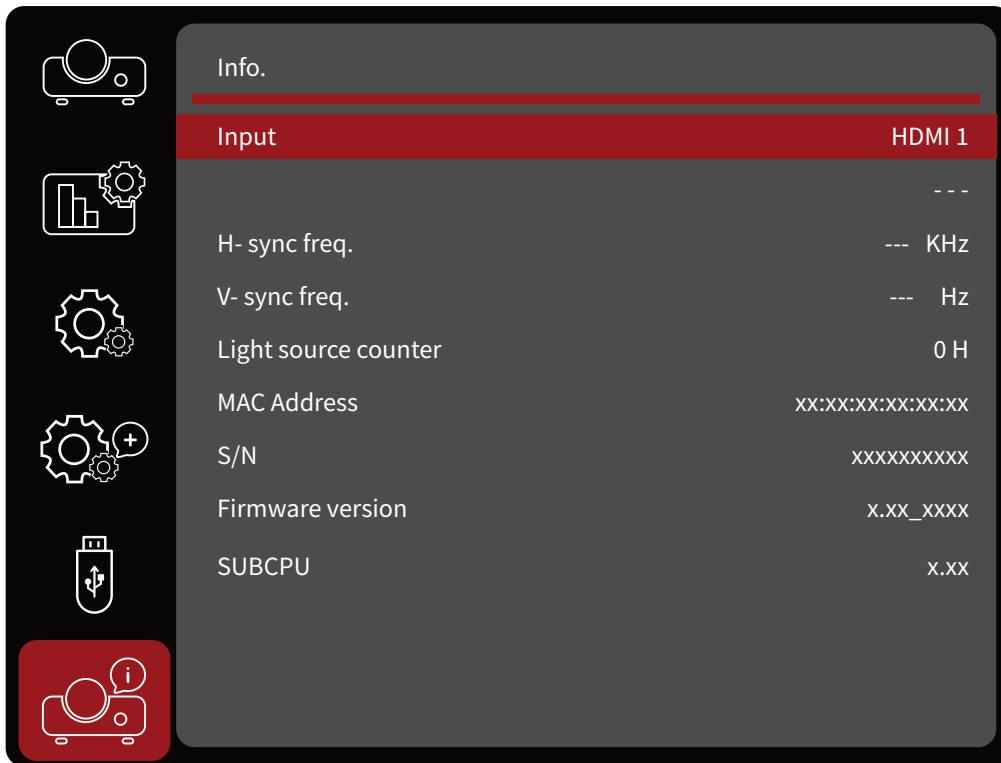 Info.
Input HDMI 1
- - -
H- sync freq. --- KHz
V- sync freq. --- Hz
Light source counter 0 H
MAC Address xx:xx:xx:xx:xx:xx
S/N xxxxxxxxxx
Firmware version x.xx_xxxx
SUBCPU x.xx